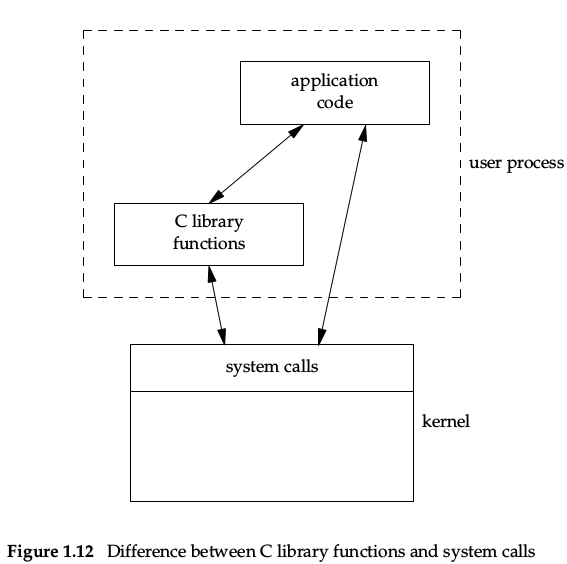 application
code
user process
C library
functions
system calls
kernel
Figure 1.12 Difference between C library functions and system calls